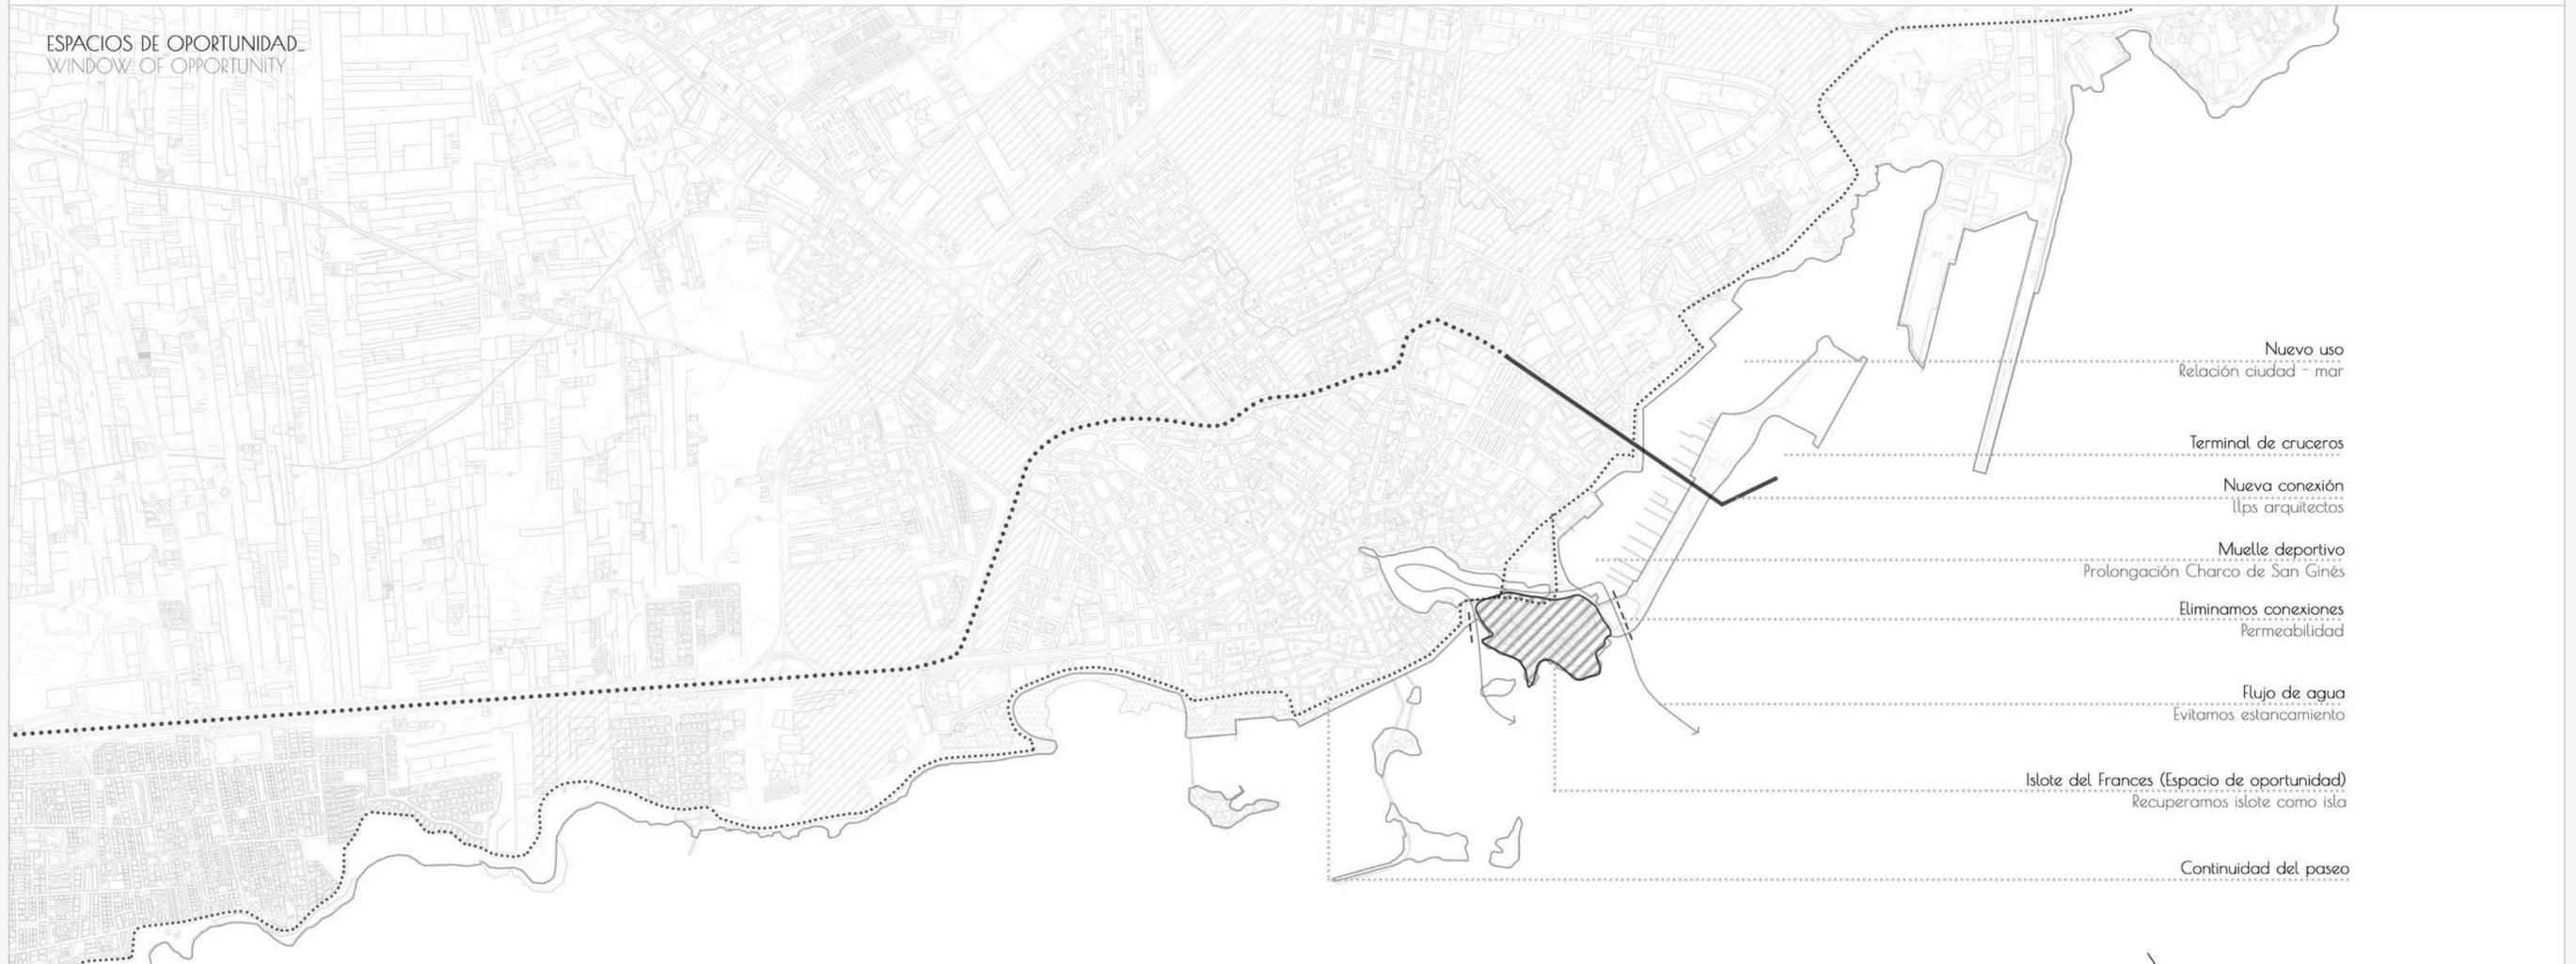 ESPACIOS DE OPORTUNIDAD_
WINDOW OF OPPORTUNITY
Nuevo uso
Relación ciudad - mar
Terminal de cruceros
Nueva conexión
llps arquitectos
Muelle deportivo
Prolongación Charco de San Ginés
Eliminamos conexiones
Permeabilidad
Flujo de agua
Evitamos estancamiento
Islote del Frances (Espacio de oportunidad)
Recuperamos islote como isla
Continuidad del paseo